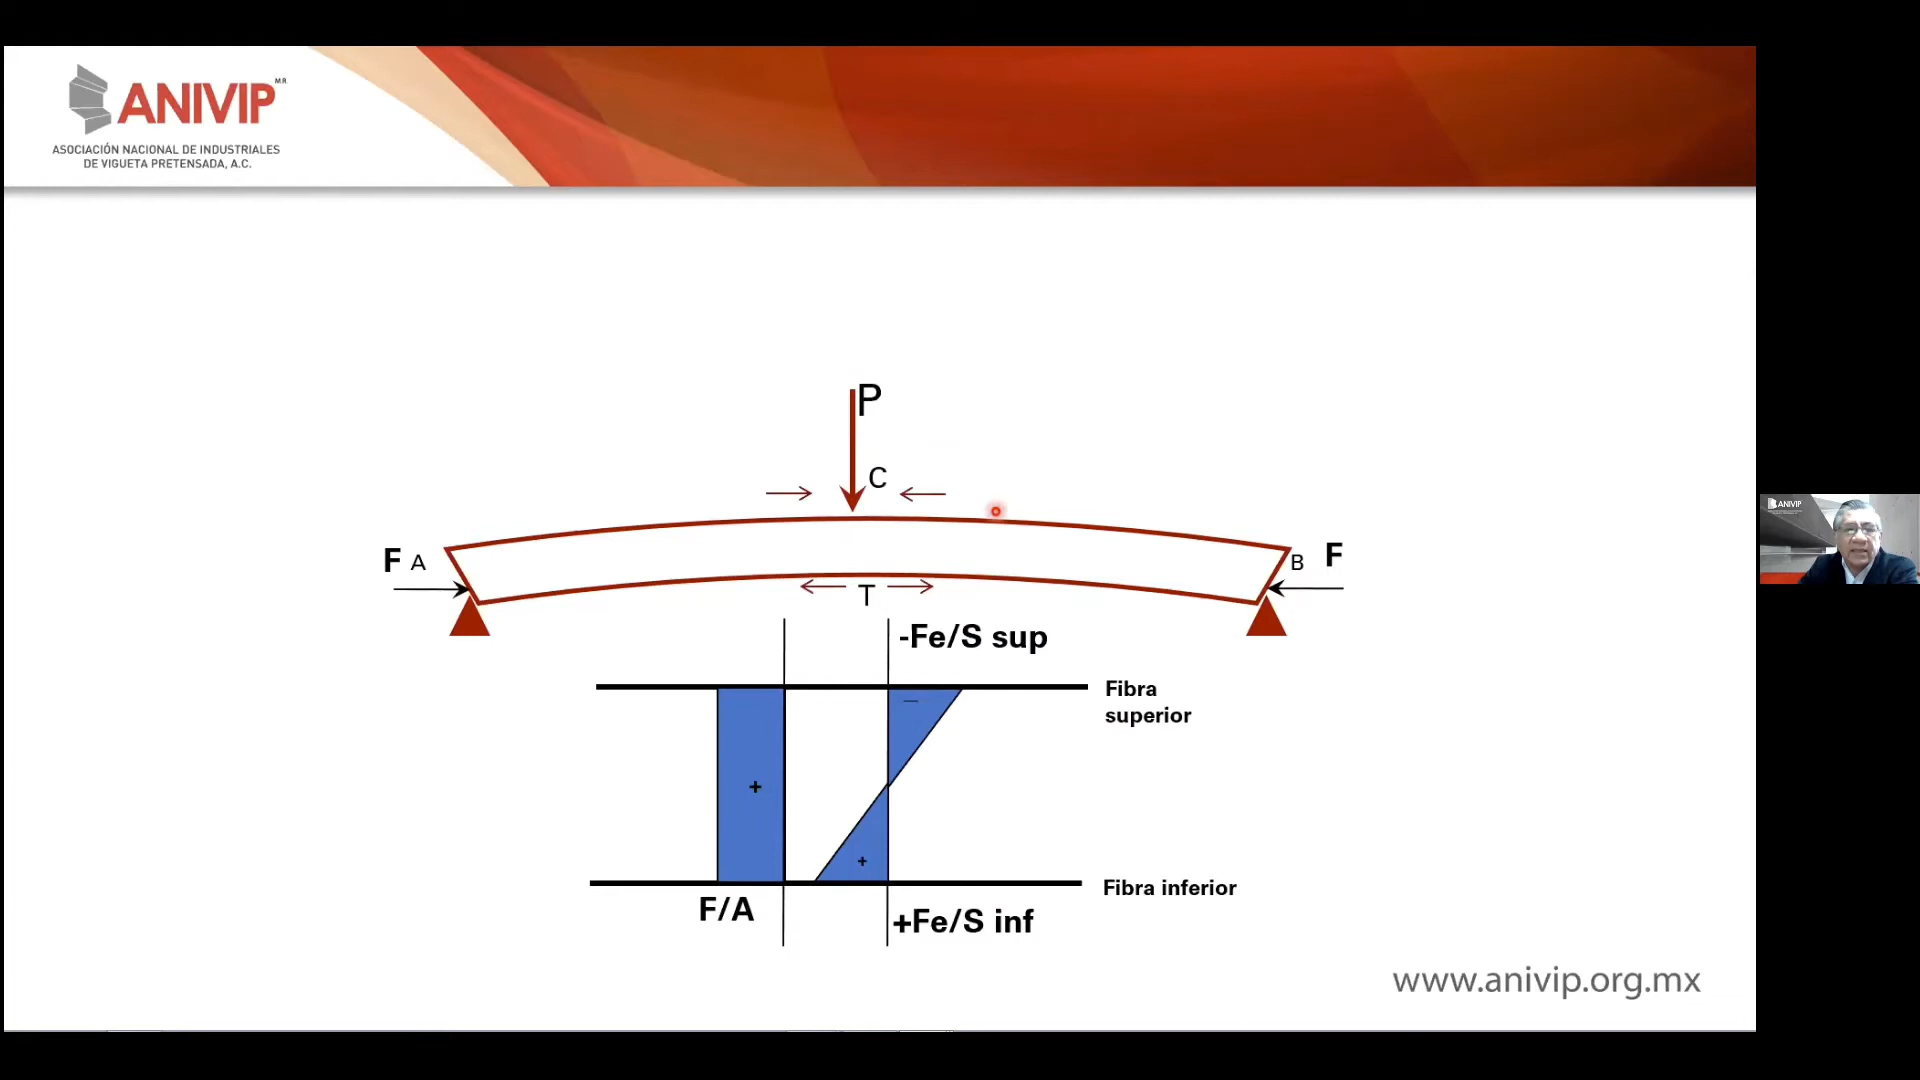 ANIVIP MR
ASOCIACIÓN NACIONAL DE INDUSTRIALES
DE VIGUETA PRETENSADA, A.C.
P
C
F A
B F
T
-Fe/S sup
Fibra
superior
—
+
+
Fibra inferior
F/A
+Fe/S inf
www.anivip.org.mx
ANIVIP